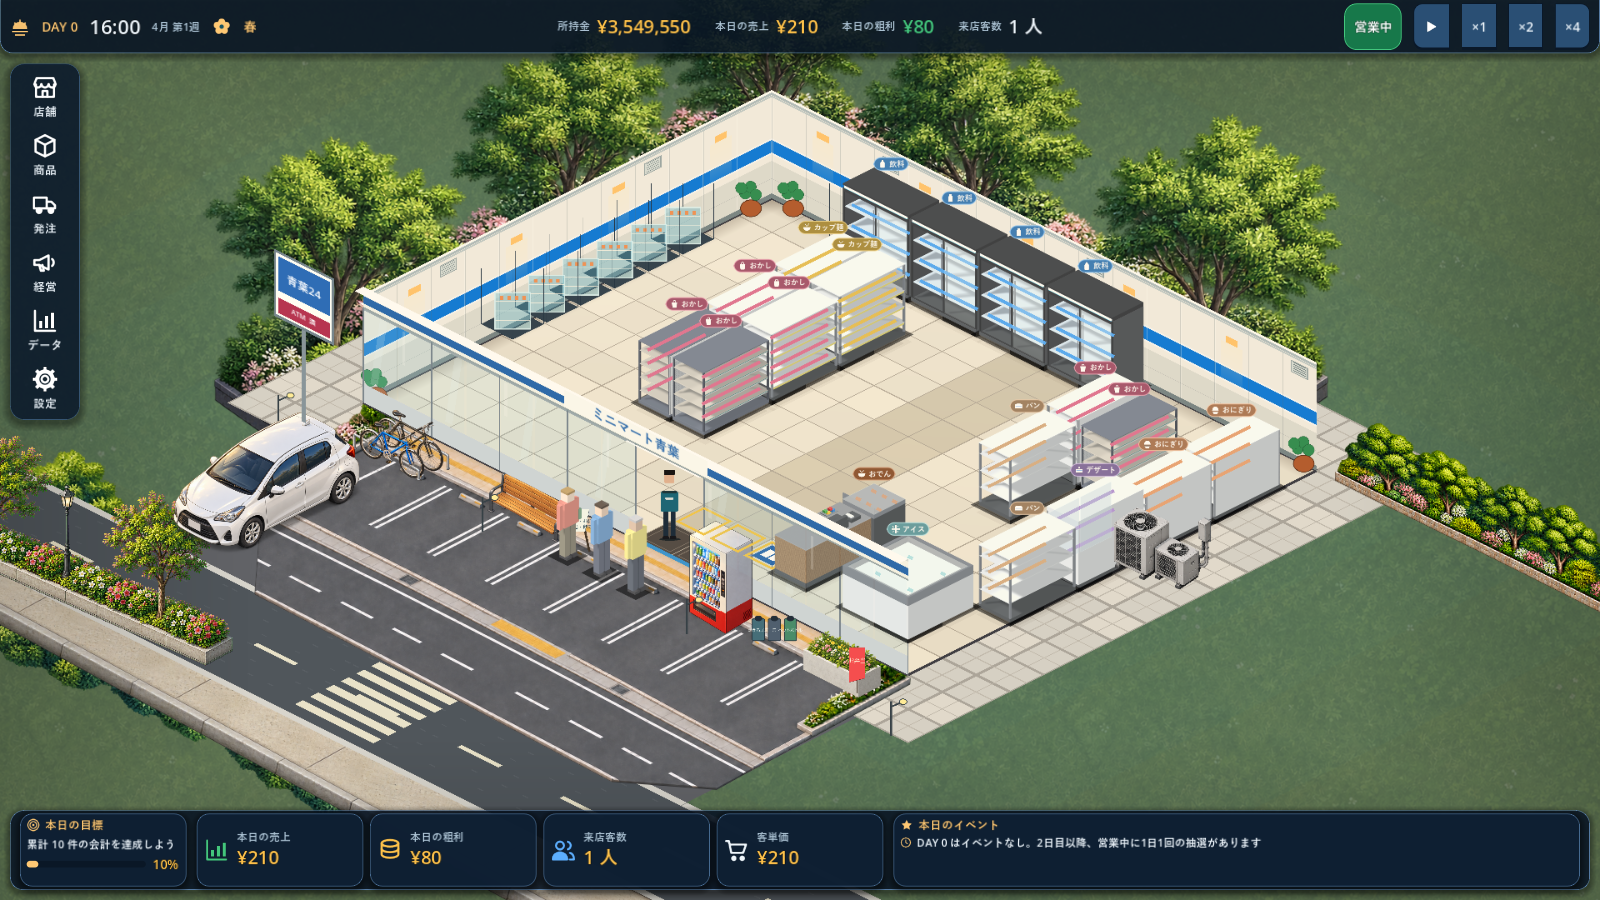 DAY 0 16:00 4月 第1週 春
所持金 ¥3,549,550 本日の売上 ¥210 本日の粗利 ¥80 来店客数 1 人
営業中 ×1 ×2 ×4
店舗
商品
発注
経営
データ
設定
飲料
飲料
飲料
飲料
カップ麺
カップ麺
おかし
おかし
おかし
おかし
おかし
おかし
パン
おにぎり
おにぎり
デザート
おでん
パン
アイス
青葉24
ATM
ミニマート青葉
本日の目標
累計 10 件の会計を達成しよう
10%
本日の売上
¥210
本日の粗利
¥80
来店客数
1 人
客単価
¥210
本日のイベント
DAY 0 はイベントなし。2日目以降、営業中に1日1回の抽選があります